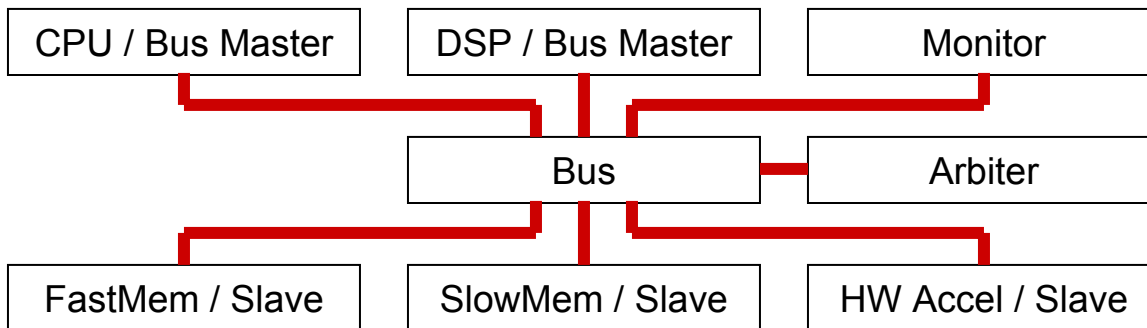 CPU / Bus Master
DSP / Bus Master
Monitor
Bus
Arbiter
FastMem / Slave
SlowMem / Slave
HW Accel / Slave